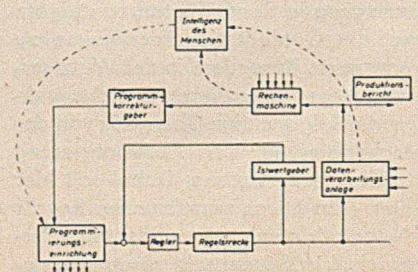 Intelligenz
des
Menschen
Programm-
korrektur-
geber
Rechen-
maschine
Produktions-
bericht
Istwertgeber
Daten-
verarbeitungs
anlage
Programm-
ierungs-
einrichtung
Regler
Regelstrecke